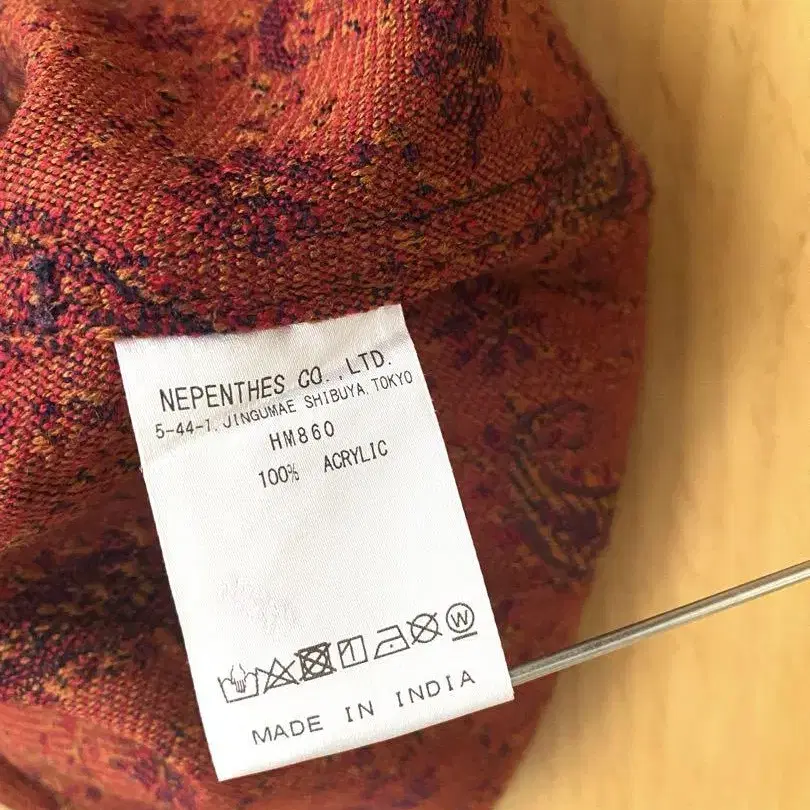 NEPENTHES CO.,LTD.
5-44-1, JINGUMAE SHIBUYA, TOKYO
HM860
100% ACRYLIC
W
MADE IN INDIA